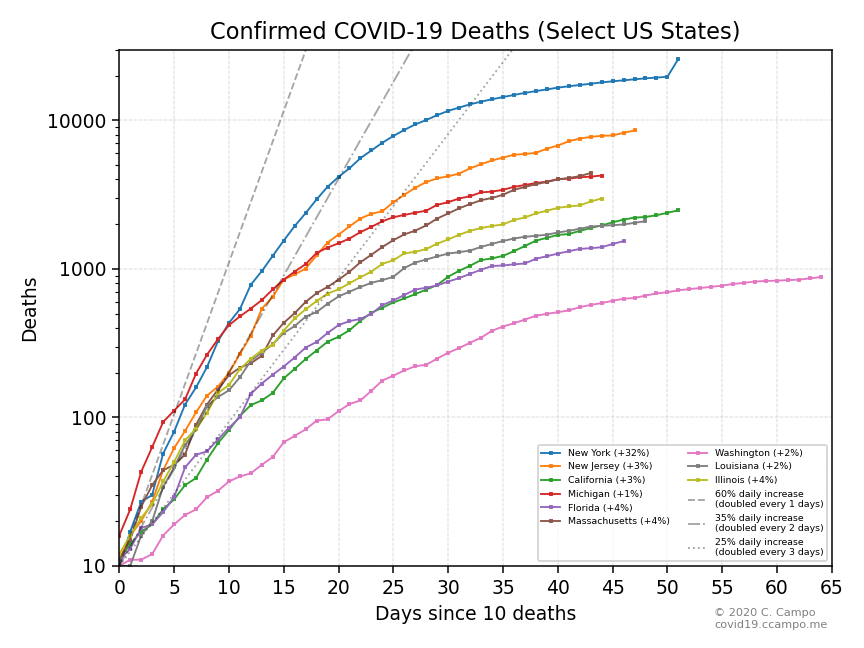 Confirmed COVID-19 Deaths (Select US States)
Deaths
10000
1000
100
10
0 5 10 15 20 25 30 35 40 45 50 55 60 65
Days since 10 deaths
New York (+32%)
New Jersey (+3%)
California (+3%)
Michigan (+1%)
Florida (+4%)
Massachusetts (+4%)
Washington (+2%)
Louisiana (+2%)
Illinois (+4%)
60% daily increase
(doubled every 1 days)
35% daily increase
(doubled every 2 days)
25% daily increase
(doubled every 3 days)
© 2020 C. Campo
covid19.ccampo.me